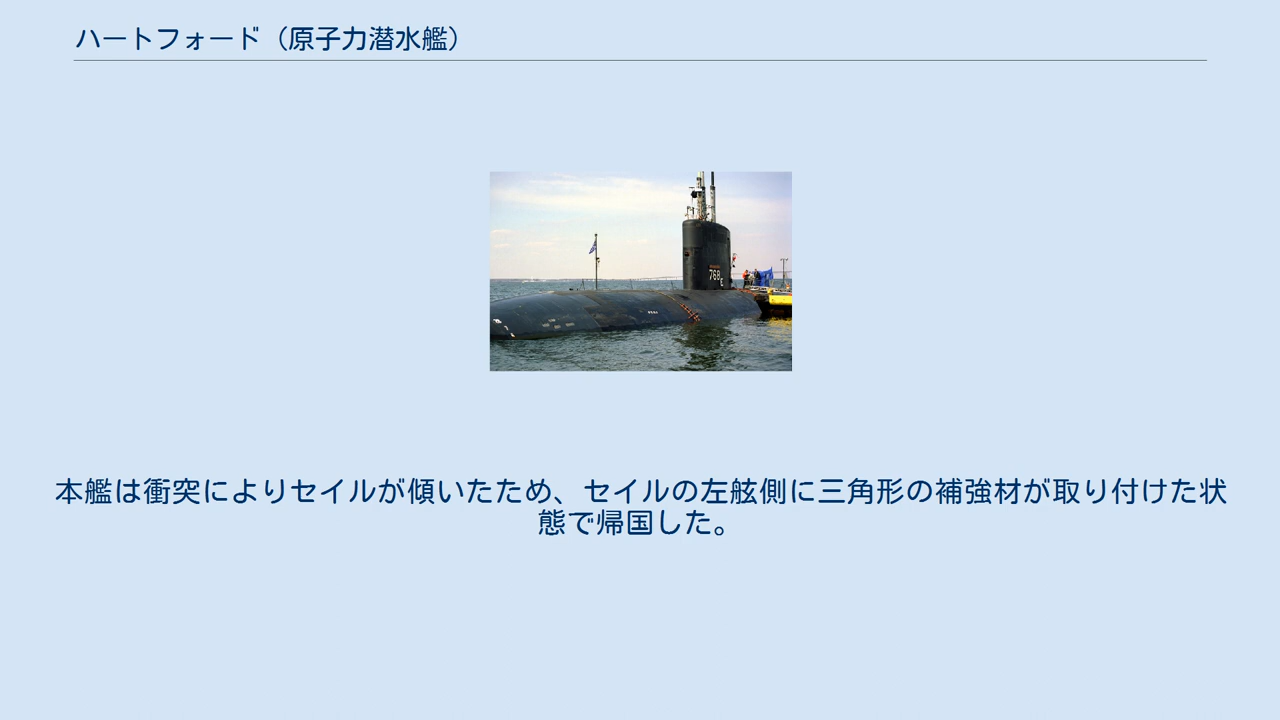 ハートフォード（原子力潜水艦）
768
本艦は衝突によりセイルが傾いたため、セイルの左舷側に三角形の補強材が取り付けた状
態で帰国した。